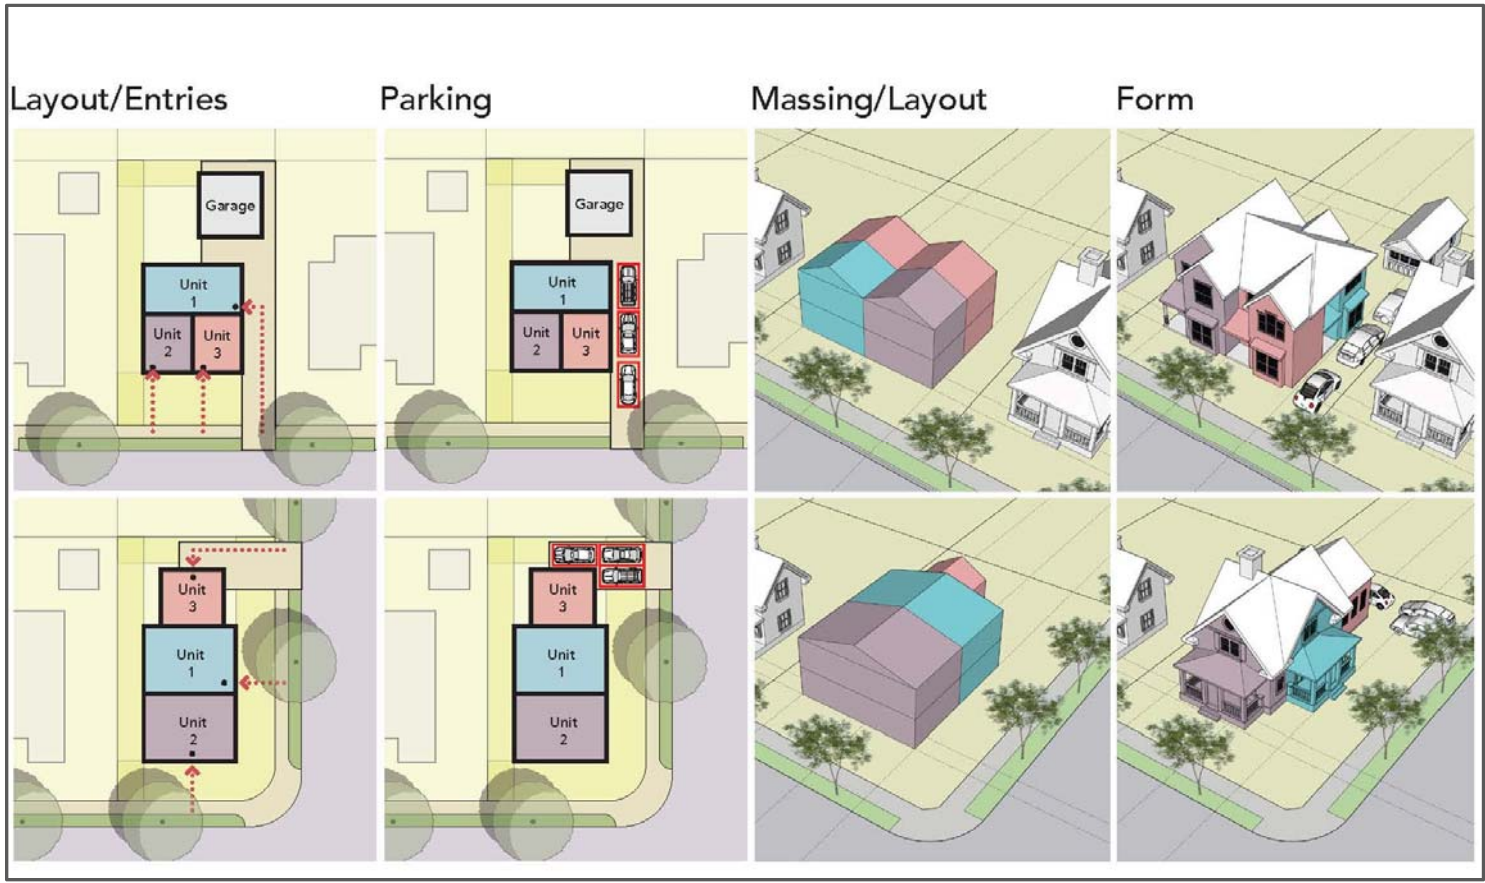 Layout/Entries
Parking
Massing/Layout
Form
Garage
Unit
1
Unit
2
Unit
3
Garage
Unit
1
Unit
2
Unit
3
Unit
3
Unit
1
Unit
2
Unit
3
Unit
1
Unit
2